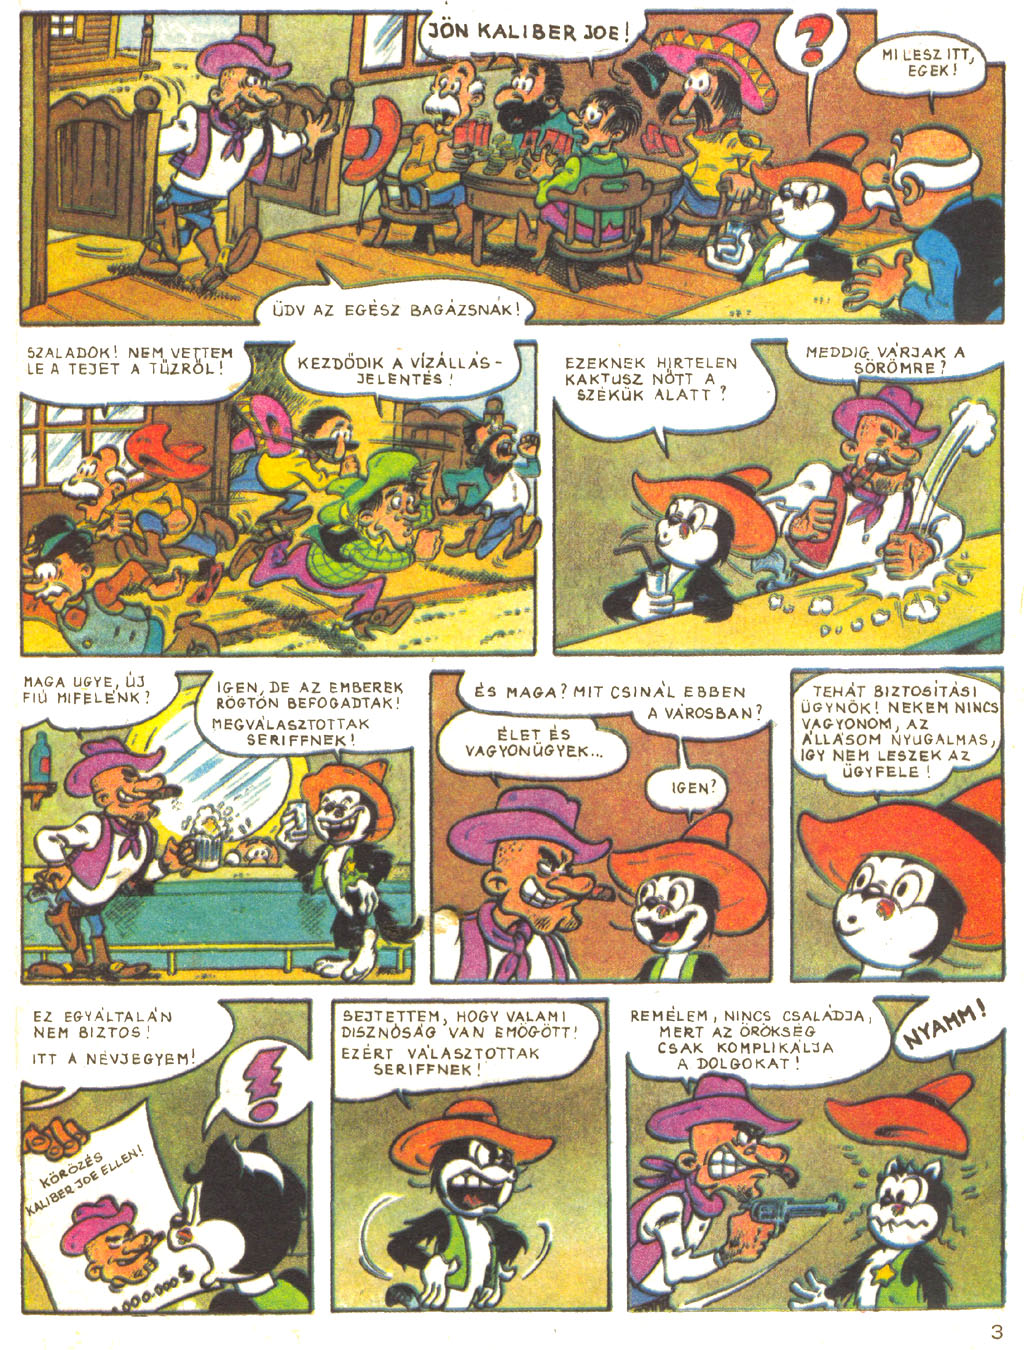 JÖN KALIBER JOE!
?
MI LESZ ITT,
EGEK!
ÜDV AZ EGÉSZ BAGÁZSNAK!
SZALADOK! NEM VETTEM
LE A TEJET A TŰZRŐL!
KEZDŐDIK A VÍZÁLLÁS-
JELENTÉS!
EZEKNEK HIRTELEN
KAKTUSZ NŐTT A
SZÉKÜK ALATT?
MEDDIG VÁRJAK A
SÖRÖMRE?
MAGA UGYE, ÚJ
FIÚ MIFELÉNK?
IGEN, DE AZ EMBEREK
RÖGTÖN BEFOGADTAK!
MEGVÁLASZTOTTAK
SERIFFNEK!
ÉS MAGA? MIT CSINÁL EBBEN
A VÁROSBAN?
ÉLET ÉS
VAGYONÜGYEK...
IGEN?
TEHÁT BIZTOSÍTÁSI
ÜGYNÖK! NEKEM NINCS
VAGYONOM, AZ
ÁLLÁSOM NYUGALMAS,
ÍGY NEM LESZEK AZ
ÜGYFELE!
EZ EGYÁLTALÁN
NEM BIZTOS!
ITT A NÉVJEGYEM!
!
KÖRÖZÉS
KALIBER JOE ELLEN!
1.000.000 $
SEJTETTEM, HOGY VALAMI
DISZNÓSÁG VAN EMÖGÖTT!
EZÉRT VÁLASZTOTTAK
SERIFFNEK!
REMÉLEM, NINCS CSALÁDJA,
MERT AZ ÖRÖKSÉG
CSAK KOMPLIKÁLJA
A DOLGOKAT!
NYAMM!
3